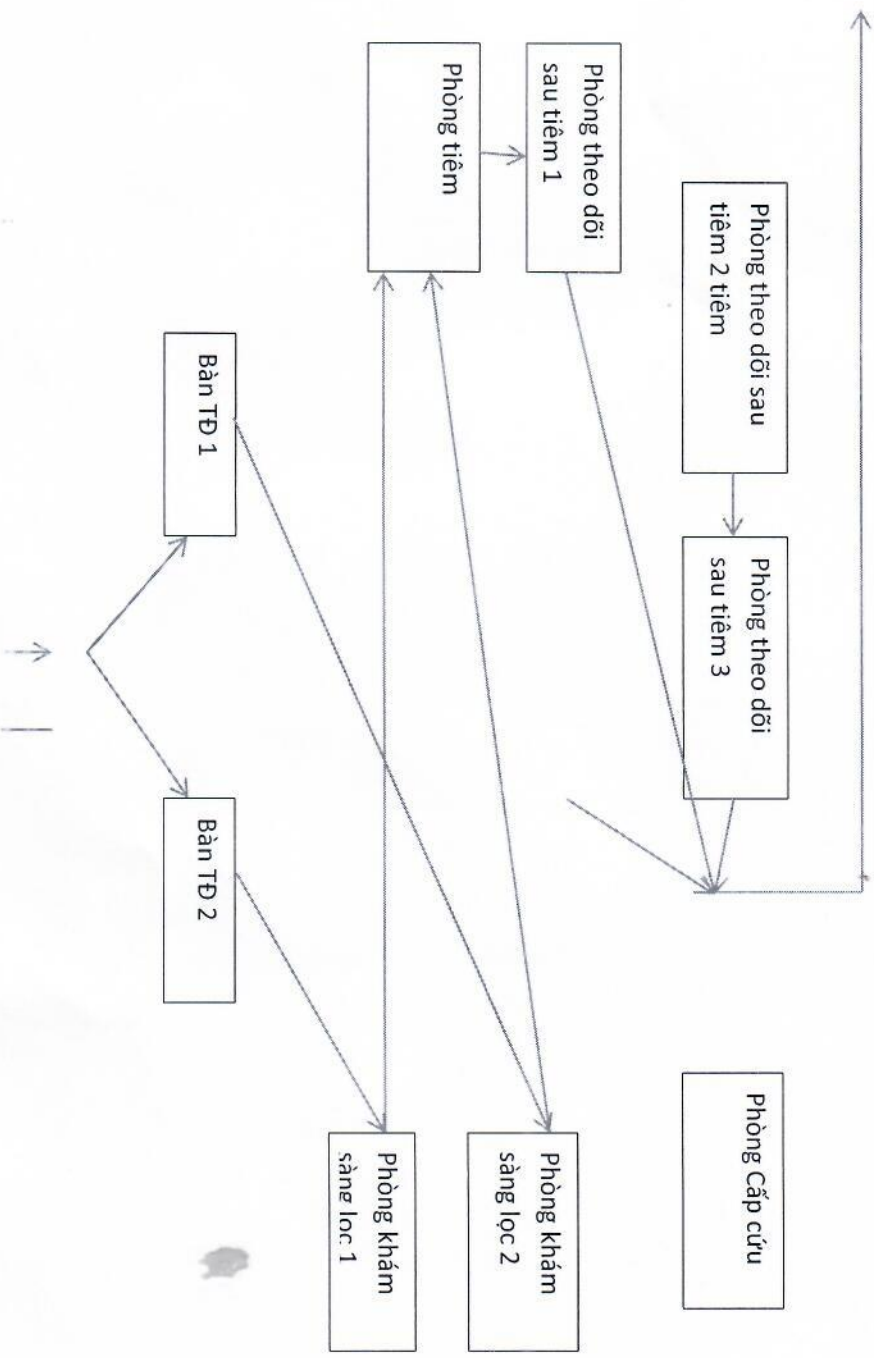 Phòng theo dõi sau
tiêm 2 tiêm
Phòng theo dõi
sau tiêm 3
Phòng Cấp cứu
Phòng theo dõi
sau tiêm 1
Phòng tiêm
Phòng khám
sàng lọc 2
Phòng khám
sàng lọc 1
Bàn TĐ 1
Bàn TĐ 2